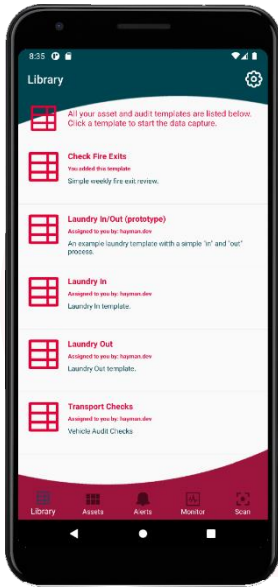 8:35
Library
All your asset and audit templates are listed below.
Click a template to start the data capture.
Check Fire Exits
You added this template
Simple weekly fire exit review.
Laundry In/Out (prototype)
Assigned to you by: hayman.dev
An example laundry template with a simple "in" and "out"
process.
Laundry In
Assigned to you by: hayman.dev
Laundry In template.
Laundry Out
Assigned to you by: hayman.dev
Laundry Out template.
Transport Checks
Assigned to you by: hayman.dev
Vehicle Audit Checks
Library Assets Alerts Monitor Scan